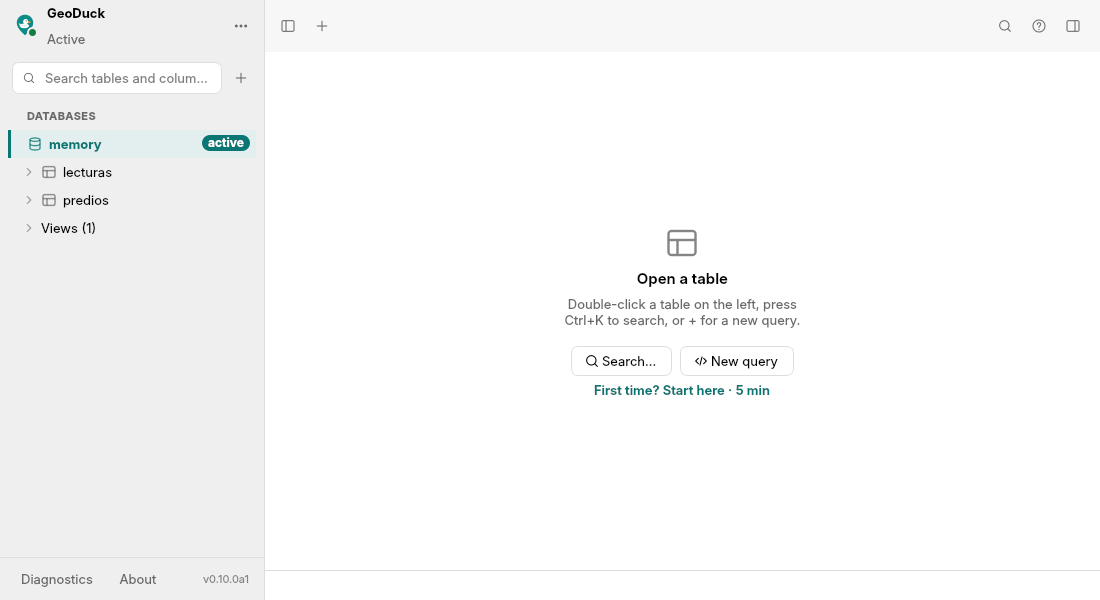 GeoDuck
Active
Search tables and colum...
DATABASES
memory
active
lecturas
predios
Views (1)
Open a table
Double-click a table on the left, press
Ctrl+K to search, or + for a new query.
Search...
New query
First time? Start here · 5 min
Diagnostics
About
v0.10.0a1